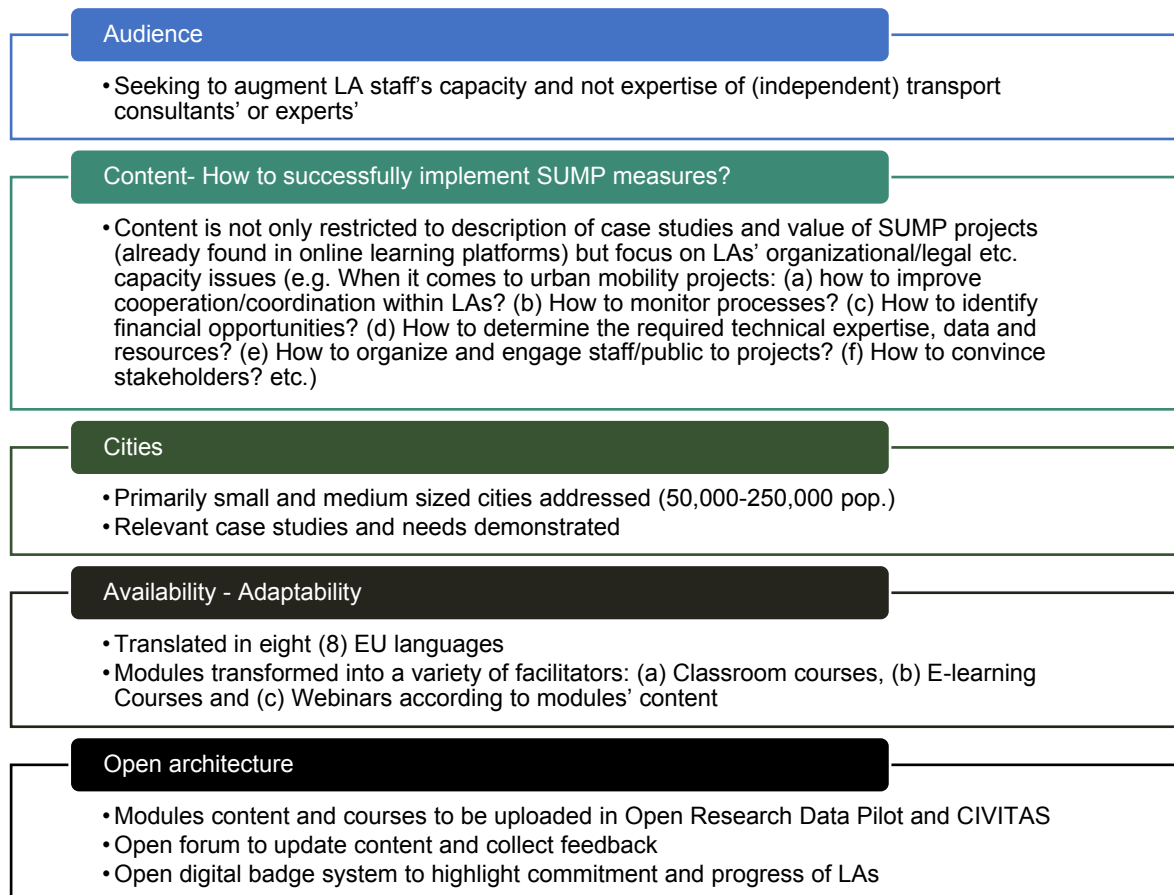 Audience
•Seeking to augment LA staff’s capacity and not expertise of (independent) transport
consultants’ or experts’
Content- How to successfully implement SUMP measures?
•Content is not only restricted to description of case studies and value of SUMP projects
(already found in online learning platforms) but focus on LAs’ organizational/legal etc.
capacity issues (e.g. When it comes to urban mobility projects: (a) how to improve
cooperation/coordination within LAs? (b) How to monitor processes? (c) How to identify
financial opportunities? (d) How to determine the required technical expertise, data and
resources? (e) How to organize and engage staff/public to projects? (f) How to convince
stakeholders? etc.)
Cities
•Primarily small and medium sized cities addressed (50,000-250,000 pop.)
•Relevant case studies and needs demonstrated
Availability - Adaptability
•Translated in eight (8) EU languages
•Modules transformed into a variety of facilitators: (a) Classroom courses, (b) E-learning
Courses and (c) Webinars according to modules’ content
Open architecture
•Modules content and courses to be uploaded in Open Research Data Pilot and CIVITAS
•Open forum to update content and collect feedback
•Open digital badge system to highlight commitment and progress of LAs